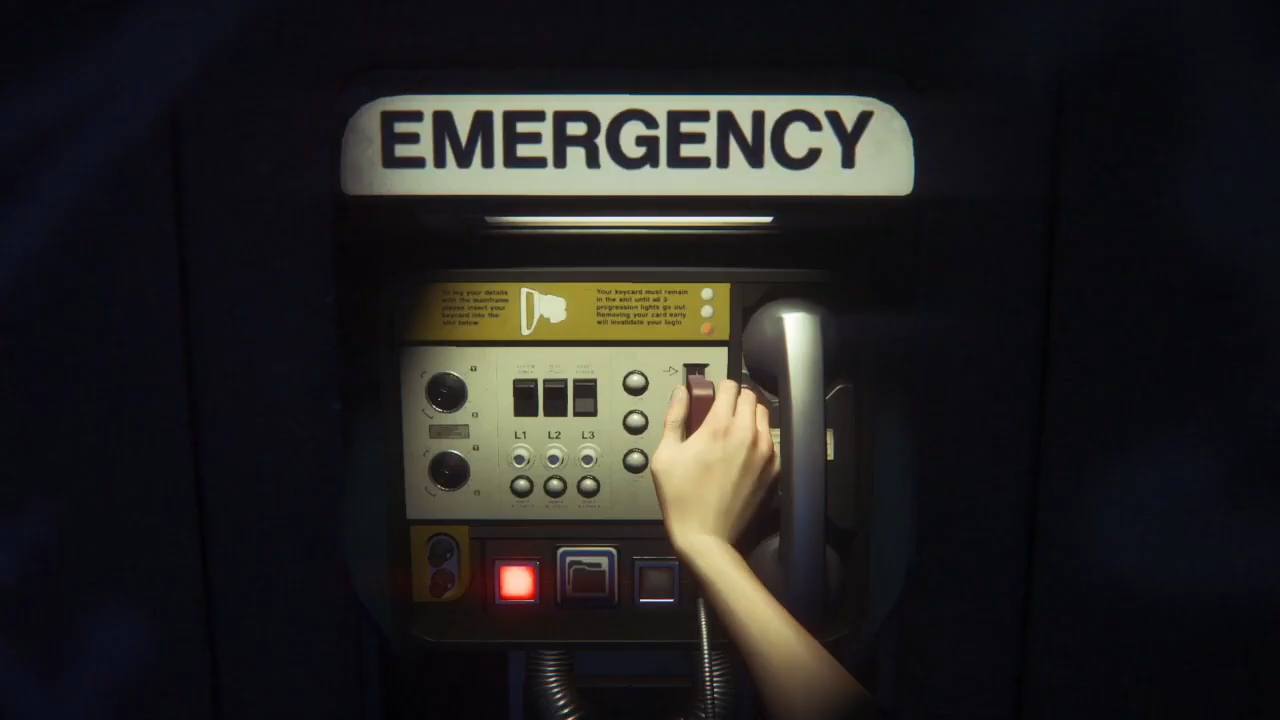 EMERGENCY
To log your details
with the mainframe
please insert your
keycard into the
slot below
Your keycard must remain
in the slot until all 3
progression lights go out.
Removing your card early
will invalidate your login
L1 L2 L3